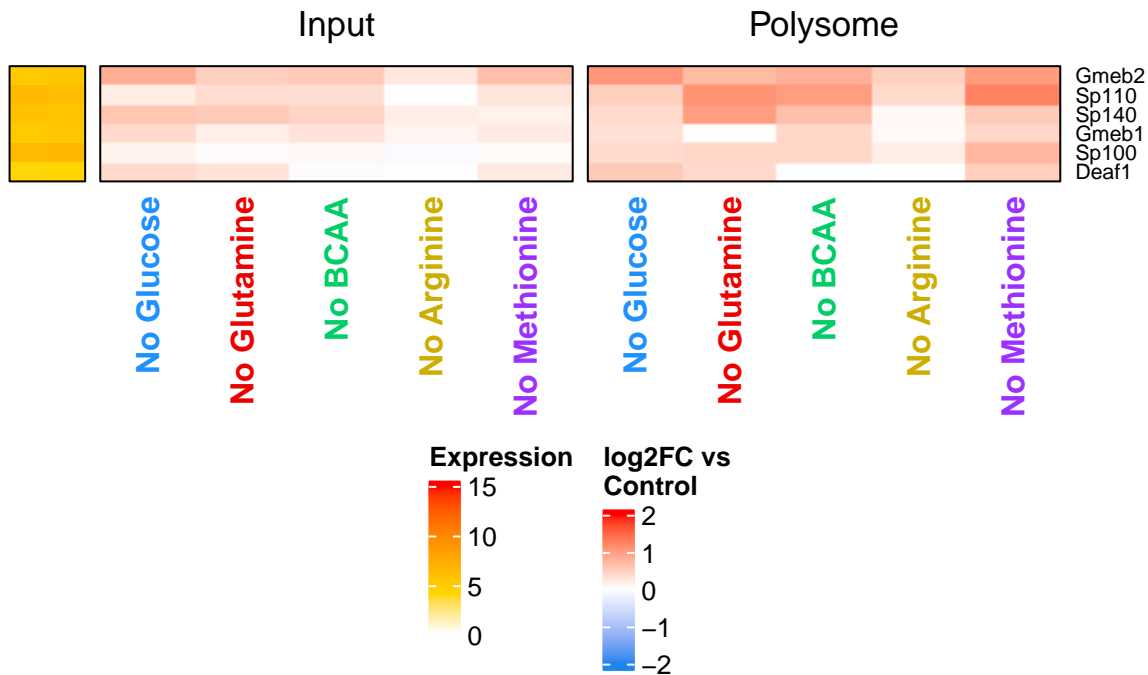 Input
Polysome
Gmeb2
Sp110
Sp140
Gmeb1
Sp100
Deaf1
No Glucose
No Glutamine
No BCAA
No Arginine
No Methionine
No Glucose
No Glutamine
No BCAA
No Arginine
No Methionine
Expression
15
10
5
0
log2FC vs
Control
2
1
0
−1
−2